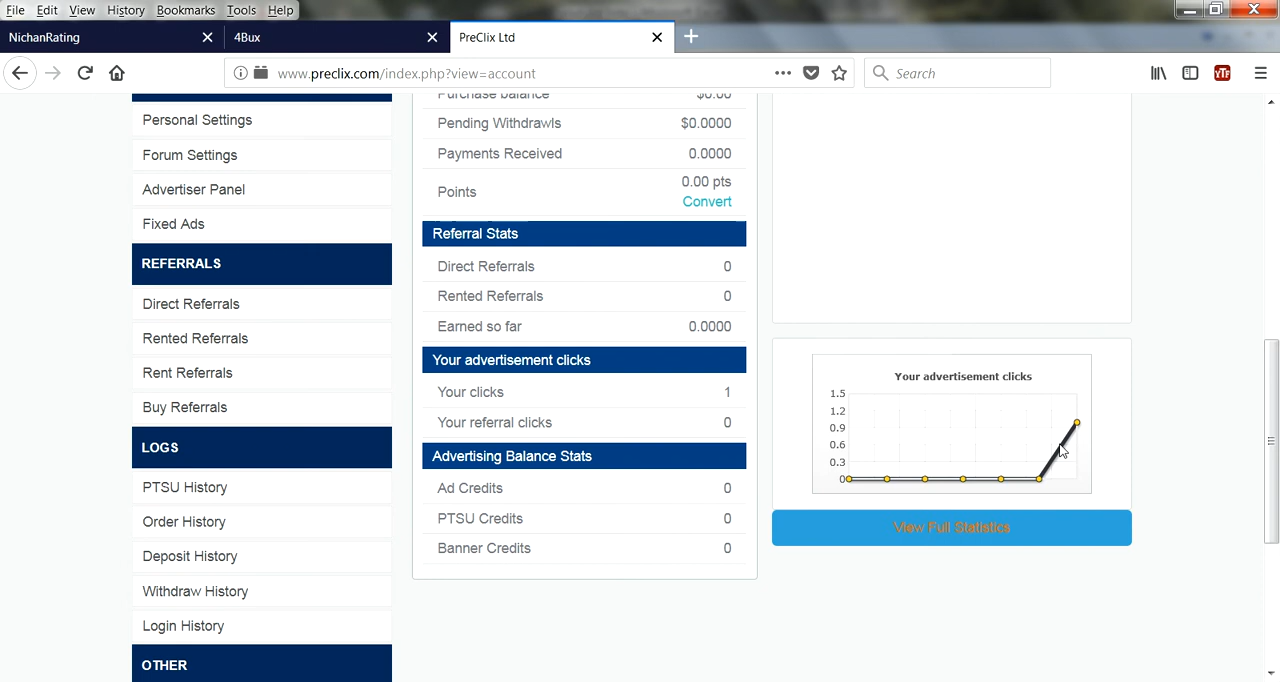 File Edit View History Bookmarks Tools Help
NichanRating
4Bux
PreClix Ltd
www.preclix.com/index.php?view=account
Search
YTF
Personal Settings
Forum Settings
Advertiser Panel
Fixed Ads
REFERRALS
Direct Referrals
Rented Referrals
Rent Referrals
Buy Referrals
LOGS
PTSU History
Order History
Deposit History
Withdraw History
Login History
OTHER
Purchase balance $0.00
Pending Withdrawls $0.0000
Payments Received 0.0000
Points 0.00 pts
Convert
Referral Stats
Direct Referrals 0
Rented Referrals 0
Earned so far 0.0000
Your advertisement clicks
Your clicks 1
Your referral clicks 0
Advertising Balance Stats
Ad Credits 0
PTSU Credits 0
Banner Credits 0
Your advertisement clicks
1.5
1.2
0.9
0.6
0.3
0
View Full Statistics